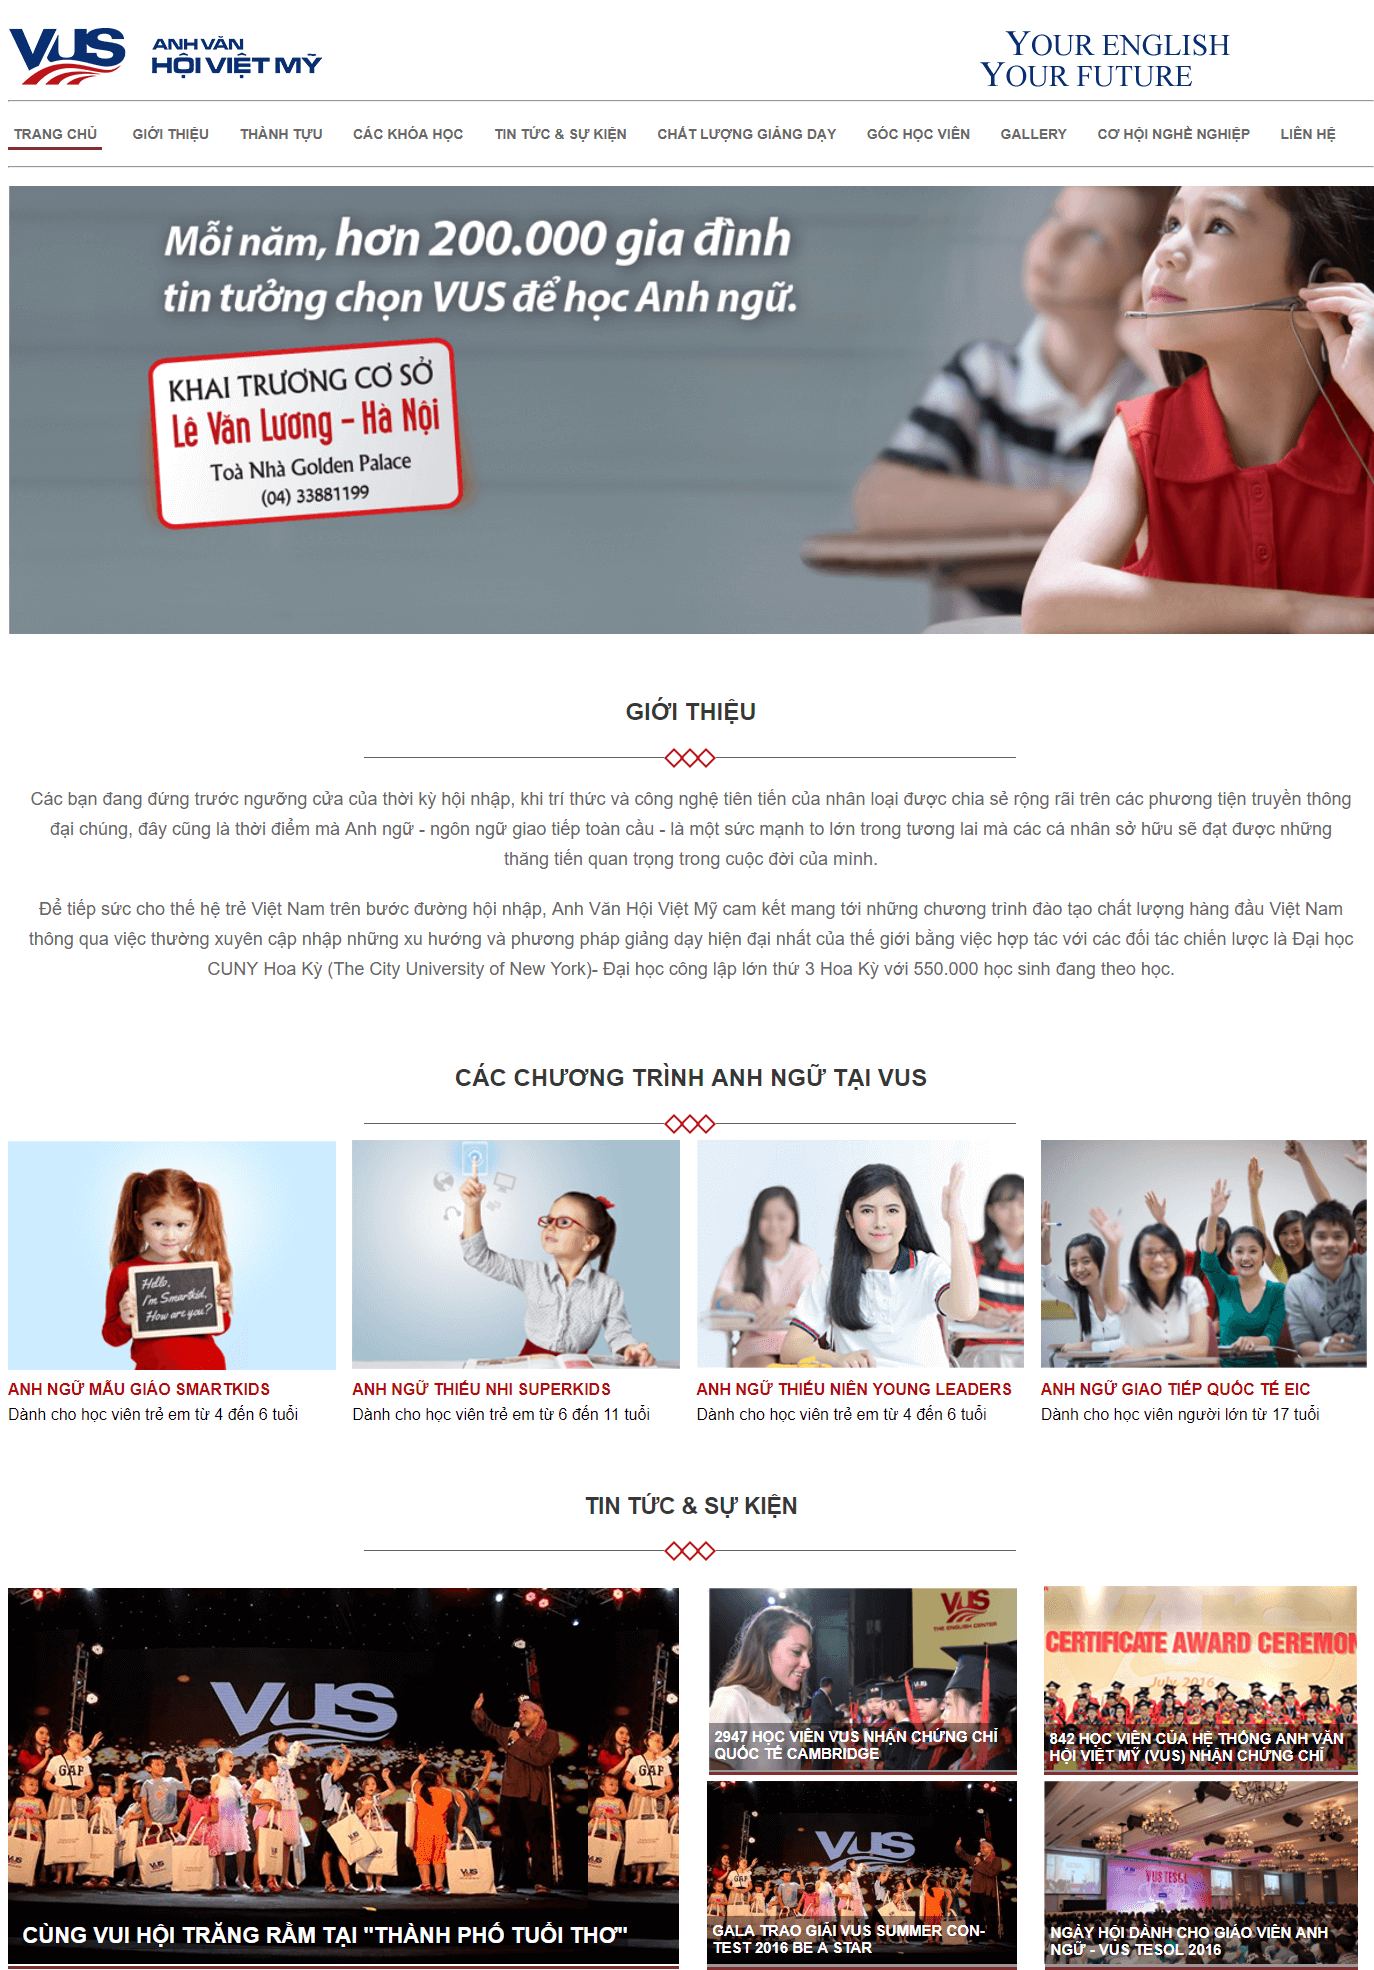 VUS ANH VĂN
HỘI VIỆT MỸ
YOUR ENGLISH
YOUR FUTURE
TRANG CHỦ GIỚI THIỆU THÀNH TỰU CÁC KHÓA HỌC TIN TỨC & SỰ KIỆN CHẤT LƯỢNG GIẢNG DẠY GÓC HỌC VIÊN GALLERY CƠ HỘI NGHỀ NGHIỆP LIÊN HỆ
Mỗi năm, hơn 200.000 gia đình
tin tưởng chọn VUS để học Anh ngữ.
KHAI TRƯƠNG CƠ SỞ
Lê Văn Lương - Hà Nội
Toà Nhà Golden Palace
(04) 33881199
GIỚI THIỆU
Các bạn đang đứng trước ngưỡng cửa của thời kỳ hội nhập, khi trí thức và công nghệ tiên tiến của nhân loại được chia sẻ rộng rãi trên các phương tiện truyền thông
đại chúng, đây cũng là thời điểm mà Anh ngữ - ngôn ngữ giao tiếp toàn cầu - là một sức mạnh to lớn trong tương lai mà các cá nhân sở hữu sẽ đạt được những
thăng tiến quan trọng trong cuộc đời của mình.
Để tiếp sức cho thế hệ trẻ Việt Nam trên bước đường hội nhập, Anh Văn Hội Việt Mỹ cam kết mang tới những chương trình đào tạo chất lượng hàng đầu Việt Nam
thông qua việc thường xuyên cập nhập những xu hướng và phương pháp giảng dạy hiện đại nhất của thế giới bằng việc hợp tác với các đối tác chiến lược là Đại học
CUNY Hoa Kỳ (The City University of New York)- Đại học công lập lớn thứ 3 Hoa Kỳ với 550.000 học sinh đang theo học.
CÁC CHƯƠNG TRÌNH ANH NGỮ TẠI VUS
Hello,
I'm Smartkid,
How are you?
ANH NGỮ MẪU GIÁO SMARTKIDS
Dành cho học viên trẻ em từ 4 đến 6 tuổi
ANH NGỮ THIẾU NHI SUPERKIDS
Dành cho học viên trẻ em từ 6 đến 11 tuổi
ANH NGỮ THIẾU NIÊN YOUNG LEADERS
Dành cho học viên trẻ em từ 4 đến 6 tuổi
ANH NGỮ GIAO TIẾP QUỐC TẾ EIC
Dành cho học viên người lớn từ 17 tuổi
TIN TỨC & SỰ KIỆN
VUS
GAP
GAP
VUS
VUS
VUS
CÙNG VUI HỘI TRĂNG RẰM TẠI "THÀNH PHỐ TUỔI THƠ"
VUS
THE ENGLISH CENTER
2947 HỌC VIÊN VUS NHẬN CHỨNG CHỈ
QUỐC TẾ CAMBRIDGE
VUS
CERTIFICATE AWARD CEREMON
July 2016
842 HỌC VIÊN CỦA HỆ THỐNG ANH VĂN
HỘI VIỆT MỸ (VUS) NHẬN CHỨNG CHỈ
VUS
GAP
GALA TRAO GIẢI VUS SUMMER CON-
TEST 2016 BE A STAR
VUS TESOL
NGÀY HỘI DÀNH CHO GIÁO VIÊN ANH
NGỮ - VUS TESOL 2016